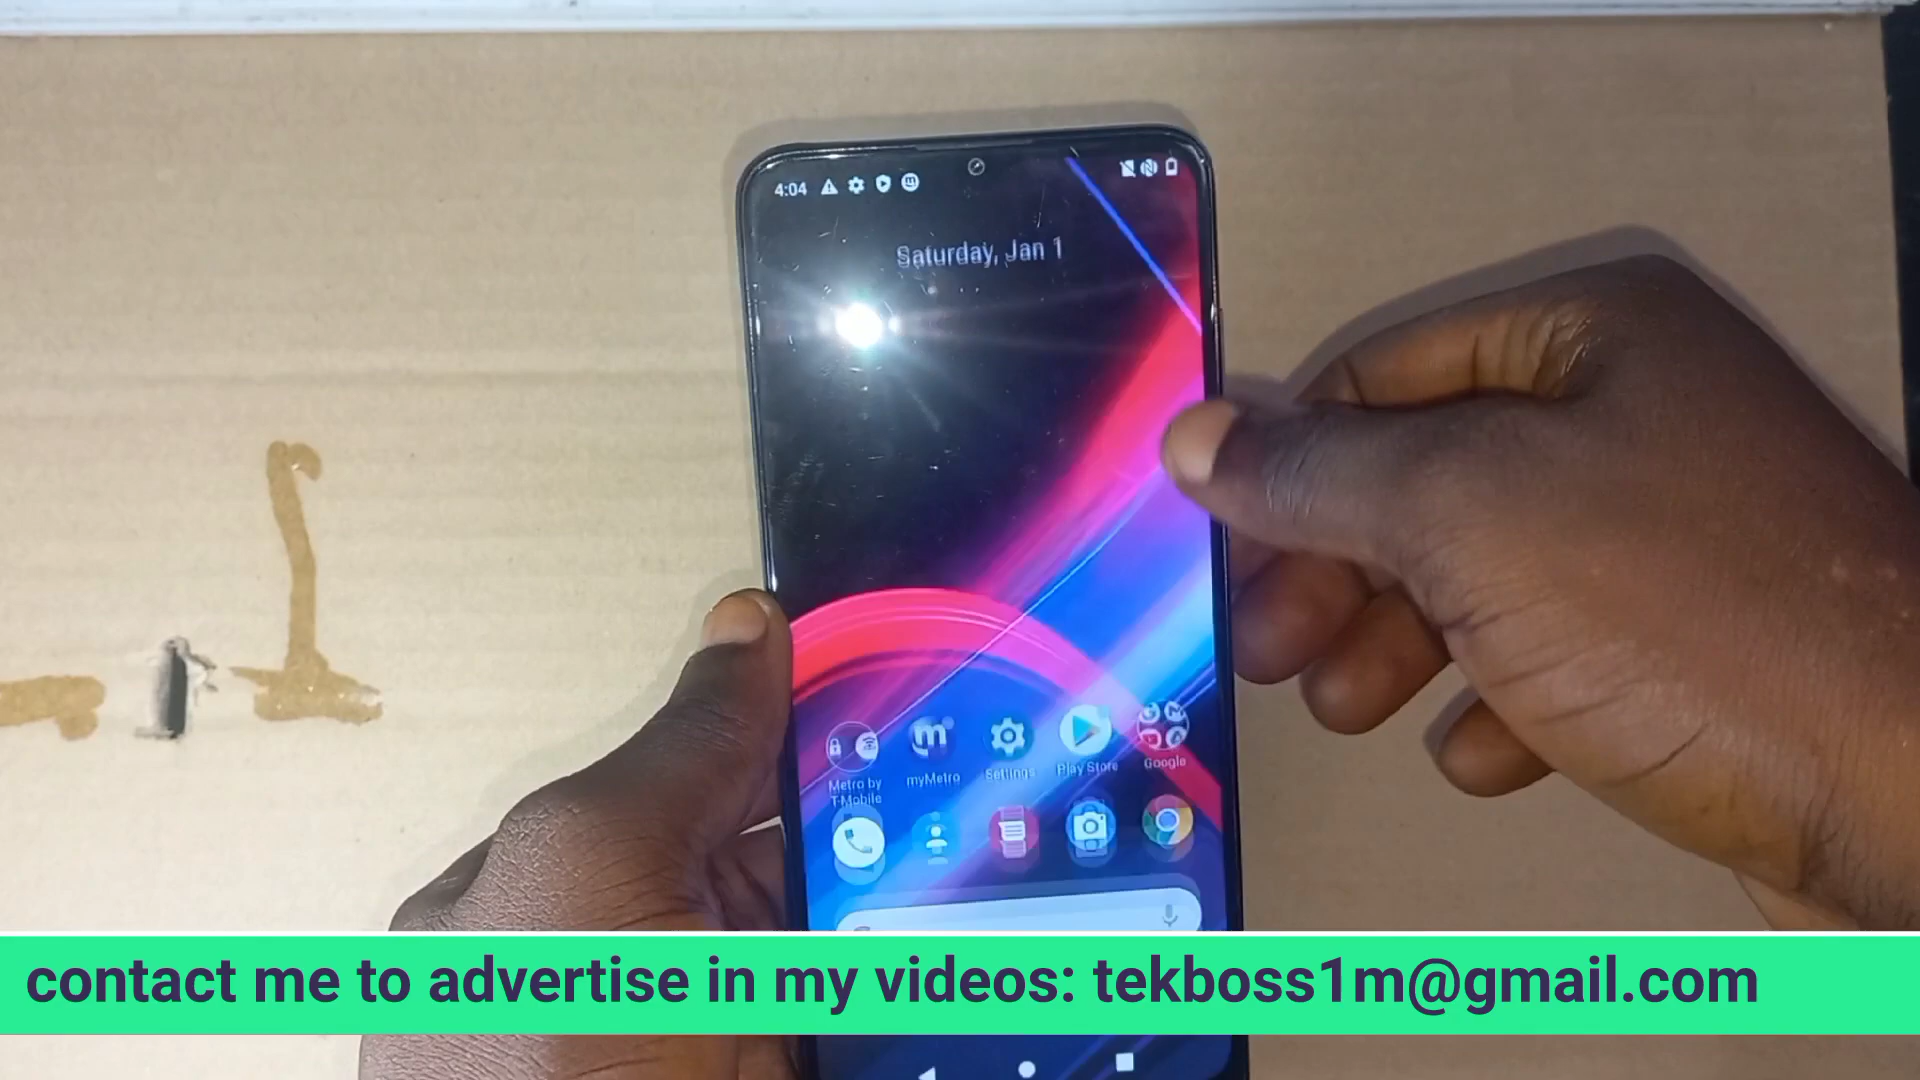 4:04
Saturday, Jan 1
Metro by
T-Mobile
myMetro
Settings
Play Store
Google
contact me to advertise in my videos: tekboss1m@gmail.com